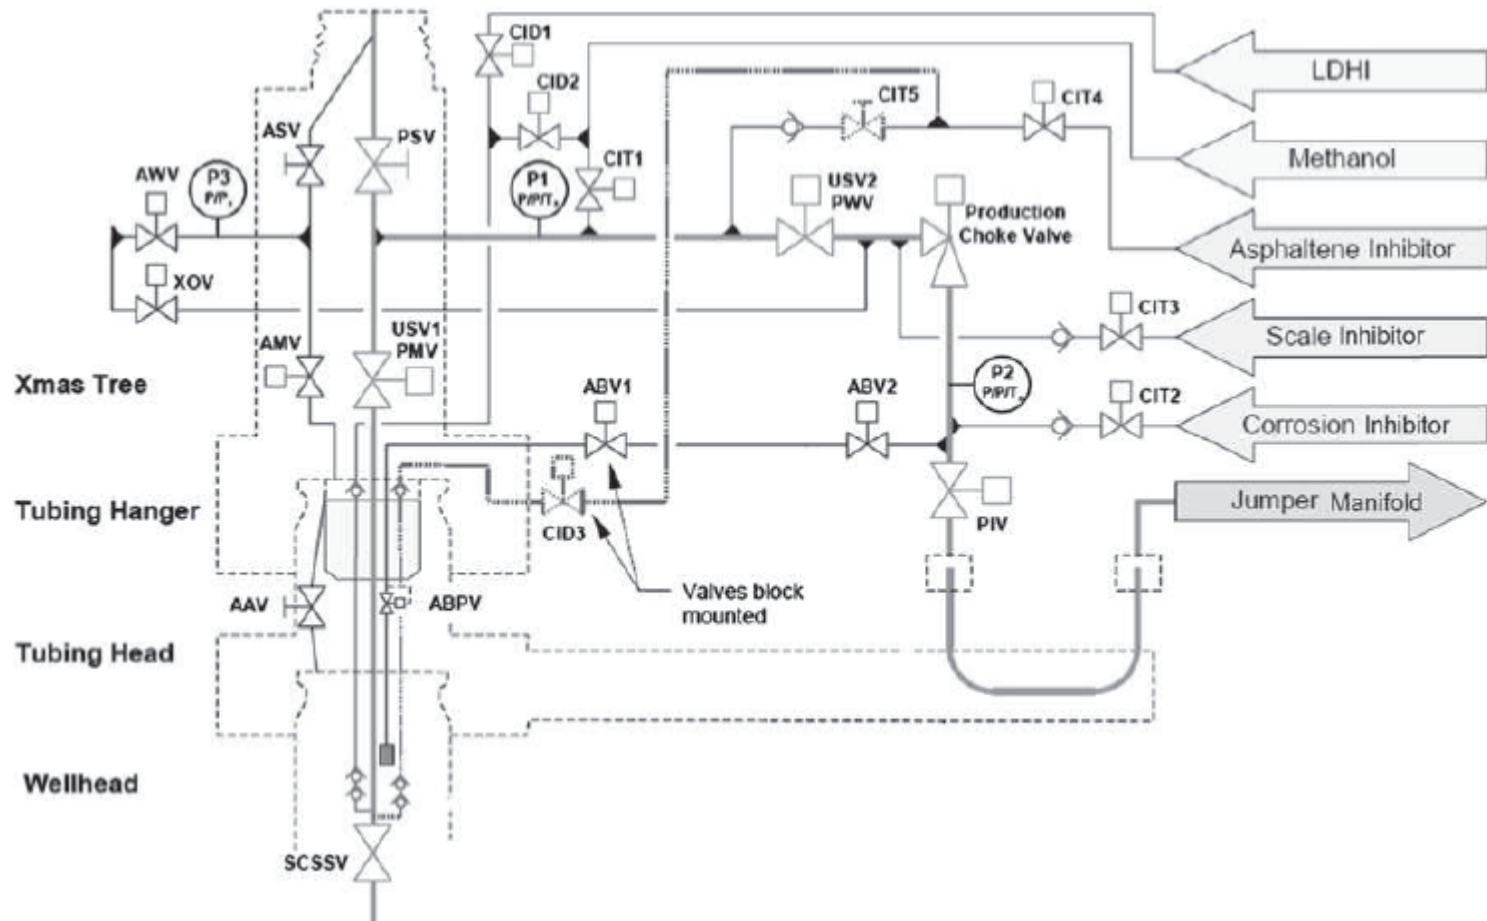 CID1
LDHI
CID2
CIT5
CIT4
ASV
PSV
Methanol
AWV
P3
P/P,
P1
P/P/T
CIT1
USV2
PWV
Production
Choke Valve
Asphaltene Inhibitor
XOV
CIT3
Scale Inhibitor
AMV
USV1
PMV
Xmas Tree
P2
P/P/T
ABV1
ABV2
CIT2
Corrosion Inhibitor
Tubing Hanger
CID3
PIV
Jumper Manifold
AAV
ABPV
Valves block
mounted
Tubing Head
Wellhead
SCSSV